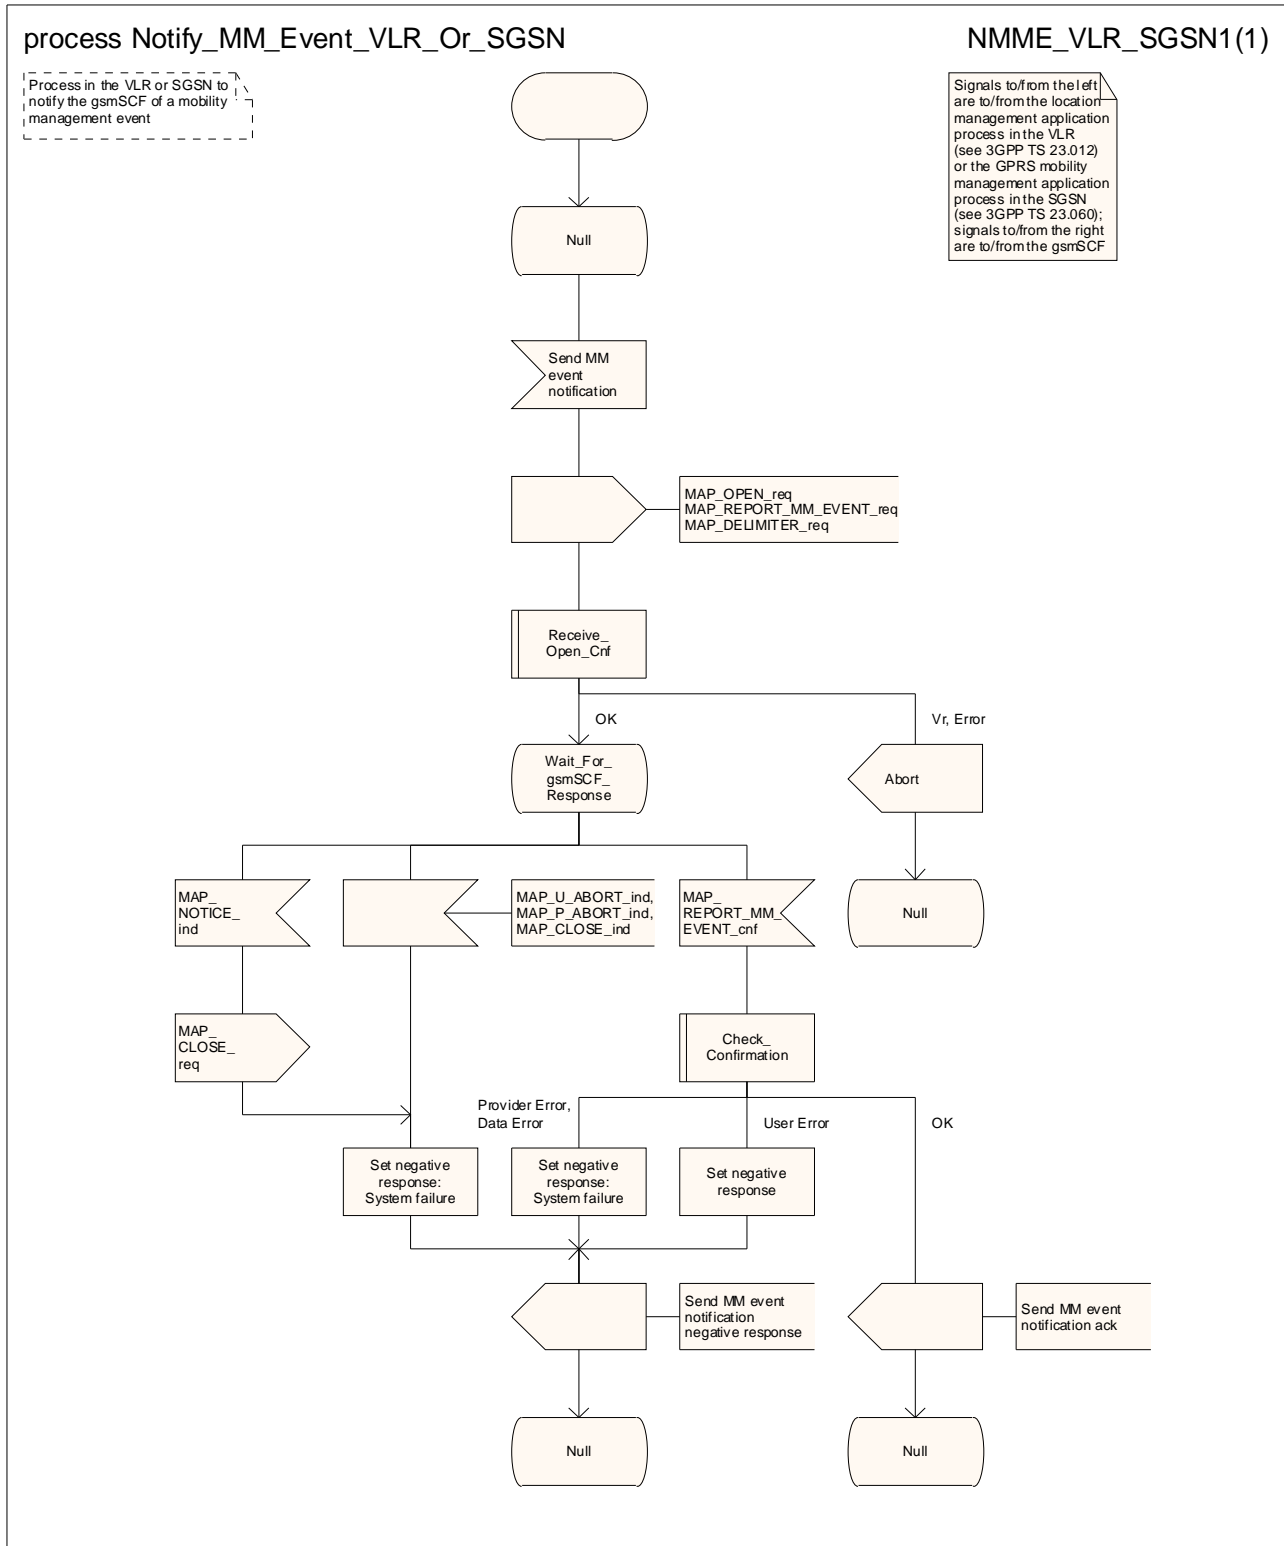 process Notify_MM_Event_VLR_Or_SGSN
NMME_VLR_SGSN1(1)
Process in the VLR or SGSN to
notify the gsmSCF of a mobility
management event
Signals to/from the left
are to/from the location
management application
process in the VLR
(see 3GPP TS 23.012)
or the GPRS mobility
management application
process in the SGSN
(see 3GPP TS 23.060);
signals to/from the right
are to/from the gsmSCF
Null
Send MM
event
notification
MAP_OPEN_req
MAP_REPORT_MM_EVENT_req
MAP_DELIMITER_req
Receive_
Open_Cnf
OK
Vr, Error
Wait_For_
gsmSCF_
Response
Abort
MAP_
NOTICE_
ind
MAP_U_ABORT_ind,
MAP_P_ABORT_ind,
MAP_CLOSE_ind
MAP_
REPORT_MM_
EVENT_cnf
Null
MAP_
CLOSE_
req
Check_
Confirmation
Provider Error,
Data Error
User Error
OK
Set negative
response:
System failure
Set negative
response:
System failure
Set negative
response
Send MM event
notification
negative response
Send MM event
notification ack
Null
Null